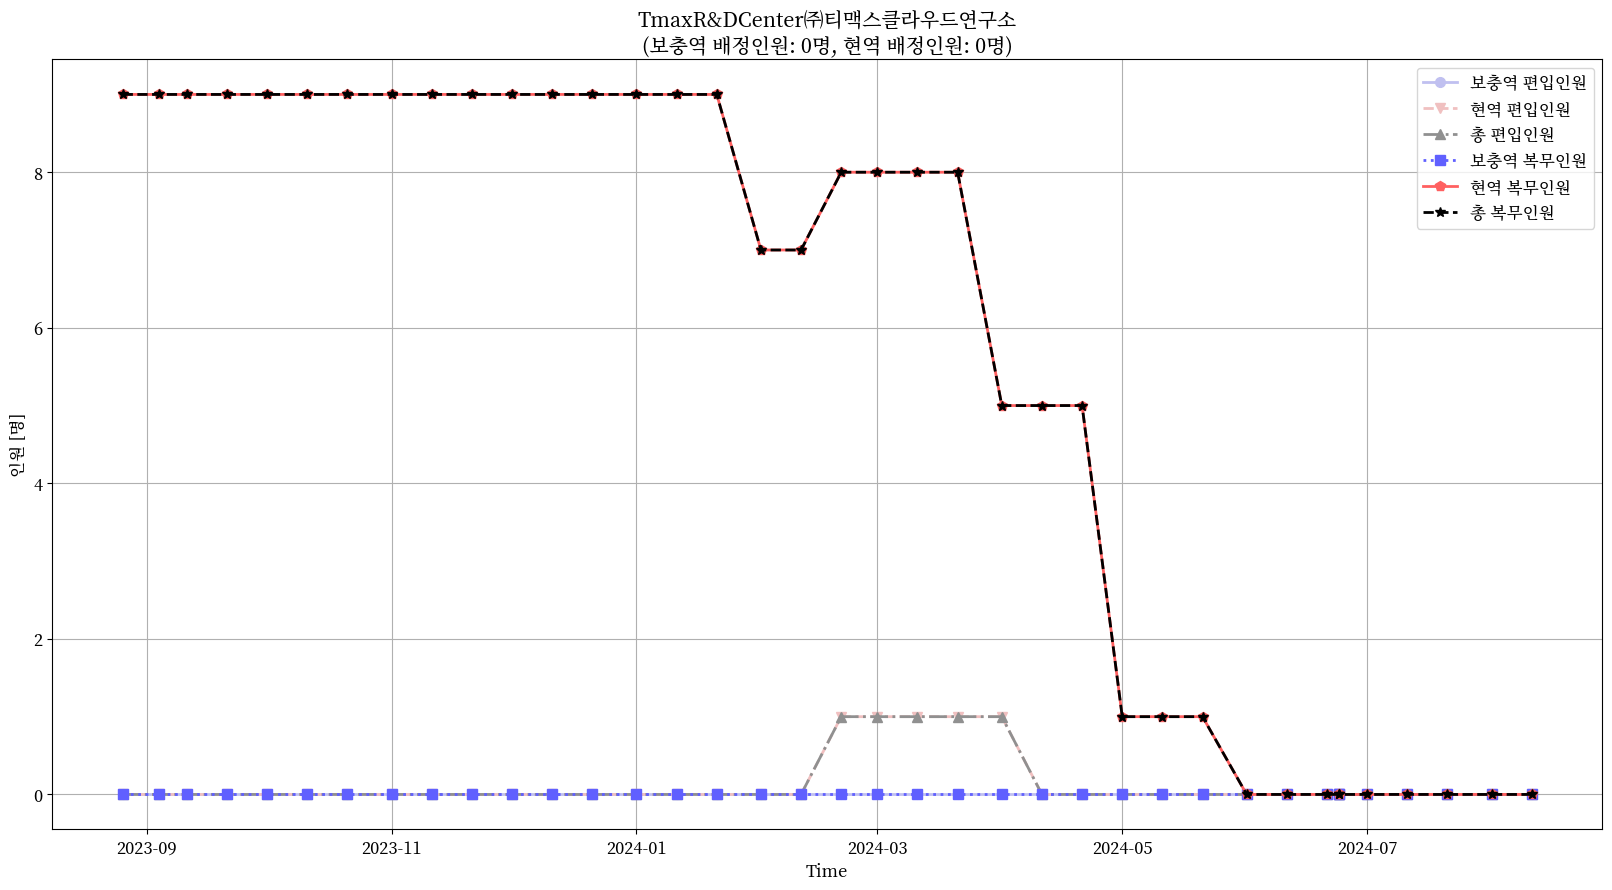 TmaxR&DCenter㈜티맥스클라우드연구소
(보충역 배정인원: 0명, 현역 배정인원: 0명)
보충역 편입인원
현역 편입인원
총 편입인원
보충역 복무인원
현역 복무인원
총 복무인원
인원 [명]
8
6
4
2
0
2023-09
2023-11
2024-01
2024-03
2024-05
2024-07
Time